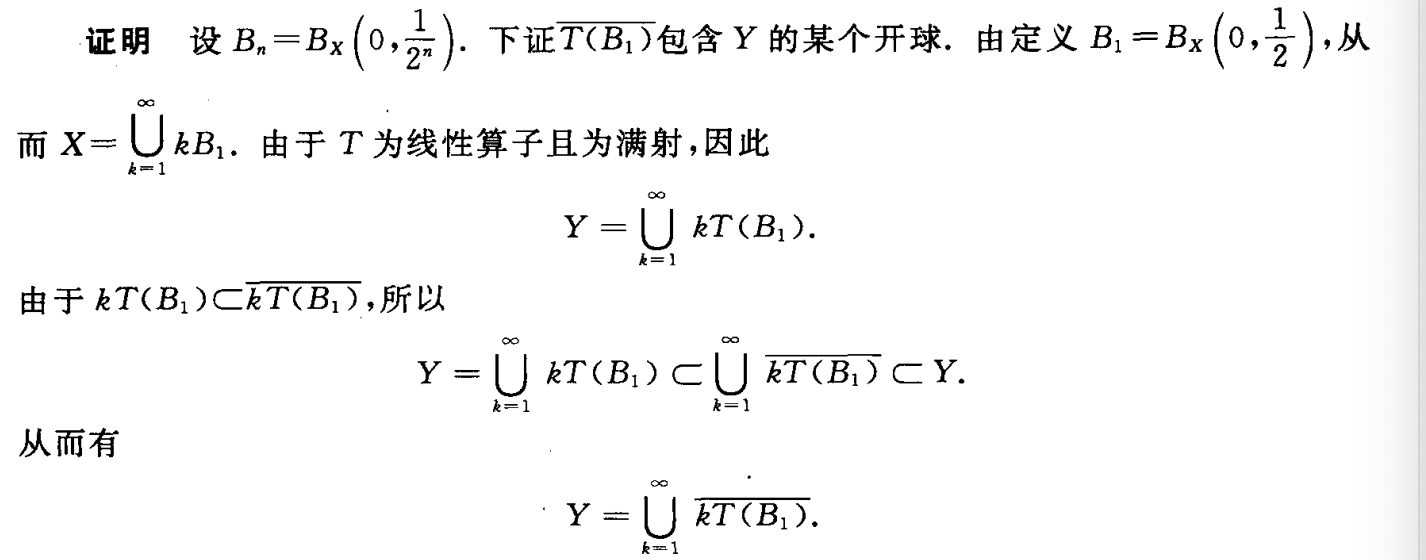 证明 设 $B_n=B_X\left(0,\frac{1}{2^n}\right)$. 下证$\overline{T(B_1)}$包含 Y 的某个开球. 由定义 $B_1=B_X\left(0,\frac{1}{2}\right)$,从
而 $X=\bigcup_{k=1}^{\infty} kB_1$. 由于 T 为线性算子且为满射,因此
$Y=\bigcup_{k=1}^{\infty} kT(B_1).$
由于 $kT(B_1)\subset\overline{kT(B_1)}$,所以
$Y=\bigcup_{k=1}^{\infty} kT(B_1)\subset\bigcup_{k=1}^{\infty} \overline{kT(B_1)}\subset Y.$
从而有
$Y=\bigcup_{k=1}^{\infty} \overline{kT(B_1)}.$